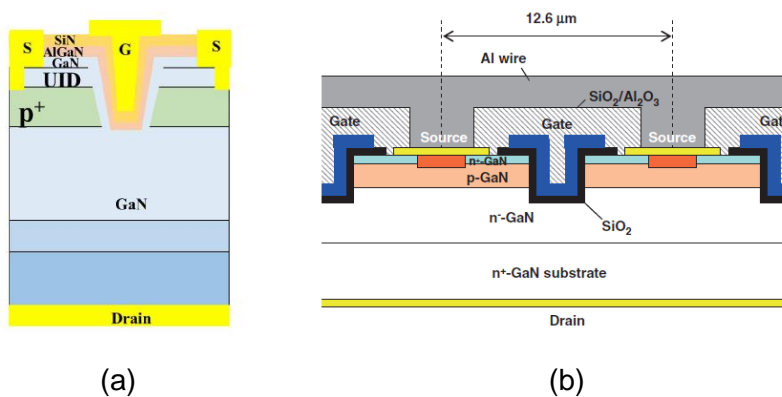 S
SiN
AlGaN
GaN
UID
p+
G
S
GaN
Drain
(a)
12.6 μm
Al wire
SiO₂/Al₂O₃
Gate
Source
Gate
Source
Gate
n⁺-GaN
p-GaN
n⁻-GaN
SiO₂
n⁺-GaN substrate
Drain
(b)